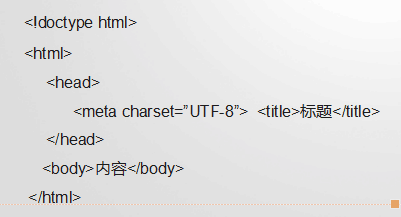 <!doctype html>
<html>
<head>
<meta charset=”UTF-8”> <title>标题</title>
</head>
<body>内容</body>
</html>